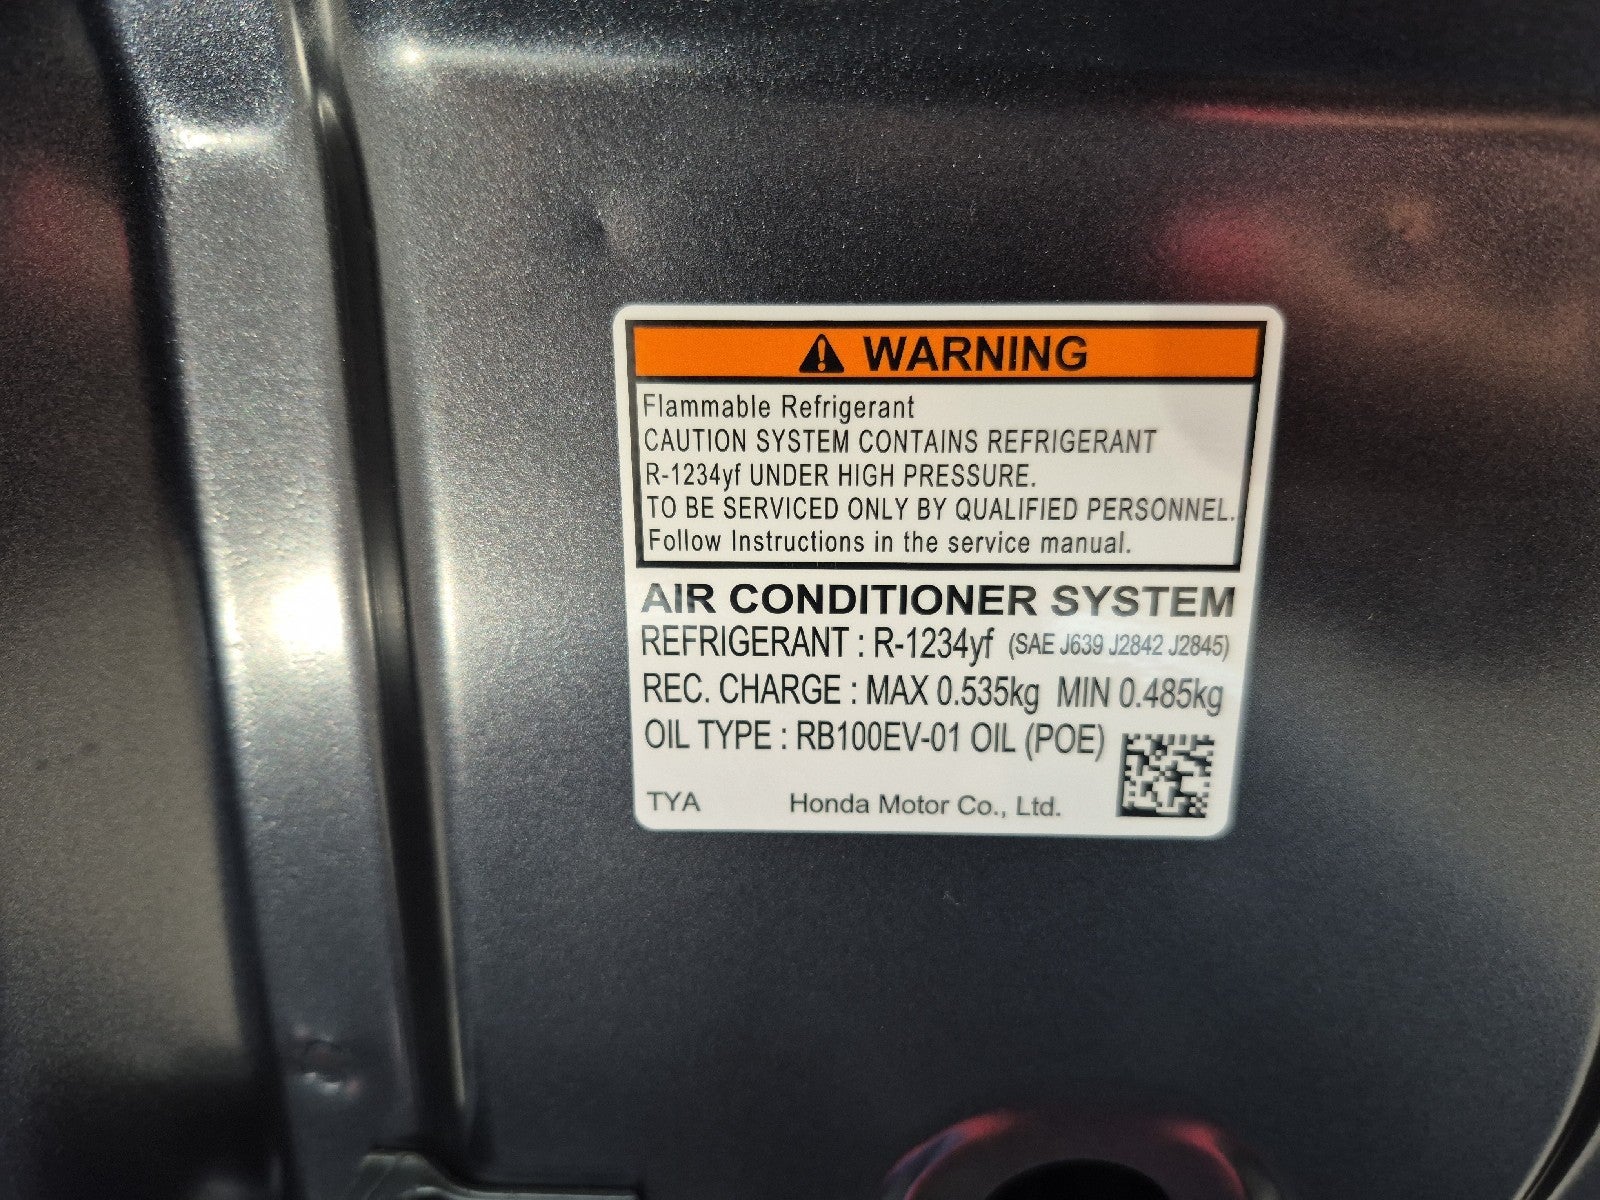 WARNING
Flammable Refrigerant
CAUTION SYSTEM CONTAINS REFRIGERANT
R-1234yf UNDER HIGH PRESSURE.
TO BE SERVICED ONLY BY QUALIFIED PERSONNEL.
Follow Instructions in the service manual.
AIR CONDITIONER SYSTEM
REFRIGERANT : R-1234yf (SAE J639 J2842 J2845)
REC. CHARGE : MAX 0.535kg MIN 0.485kg
OIL TYPE : RB100EV-01 OIL (POE)
TYA Honda Motor Co., Ltd.